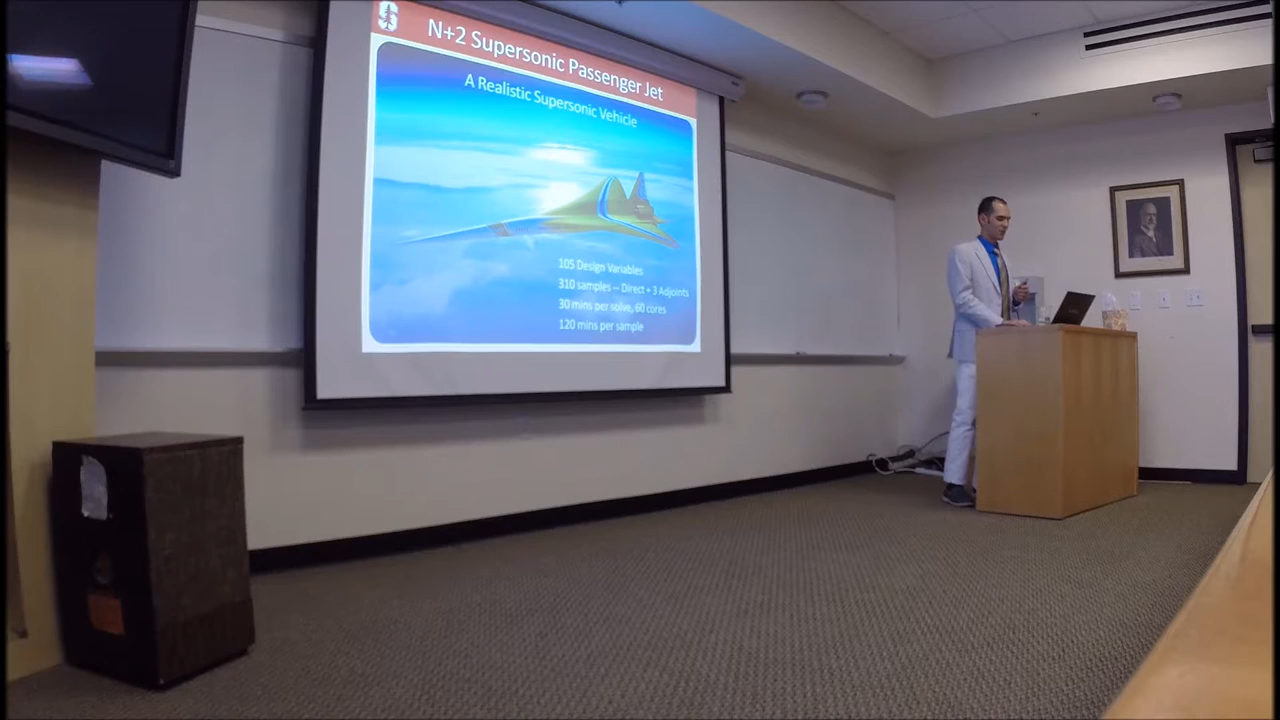 N+2 Supersonic Passenger Jet
A Realistic Supersonic Vehicle
105 Design Variables
310 samples -- Direct + 3 Adjoints
30 mins per solve, 60 cores
120 mins per sample